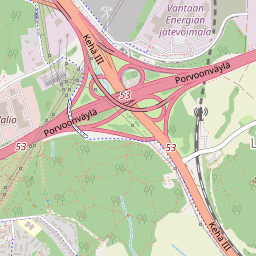 Vantaan
Energian
jätevoimala
Kehä III
Porvoonväylä
53
alio
Porvoonväylä
53
53
L
Kehä III